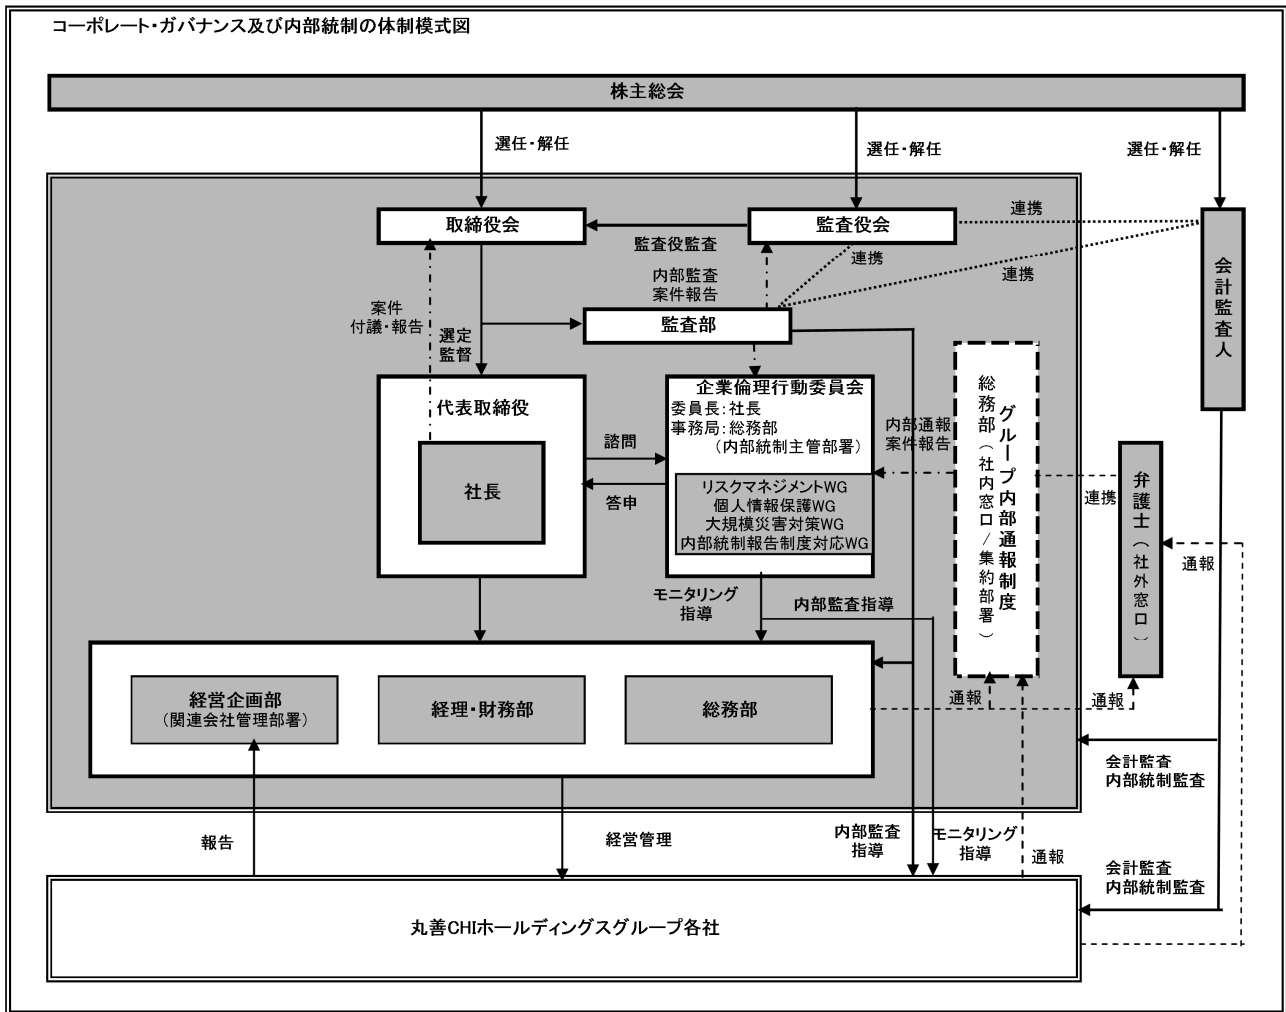 コーポレート・ガバナンス及び内部統制の体制模式図
株主総会
選任・解任
選任・解任
選任・解任
取締役会
監査役会
連携
監査役監査
連携
連携
内部監査
案件報告
会計監査人
案件
付議・報告
選定
監督
監査部
代表取締役
社長
諮問
答申
企業倫理行動委員会
委員長：社長
事務局：総務部
（内部統制主管部署）
リスクマネジメントWG
個人情報保護WG
大規模災害対策WG
内部統制報告制度対応WG
内部通報
案件報告
グループ内部通報制度
総務部（社内窓口/集約部署）
連携
弁護士（社外窓口）
通報
モニタリング
指導
内部監査指導
経営企画部
（関連会社管理部署）
経理・財務部
総務部
通報
通報
会計監査
内部統制監査
報告
経営管理
内部監査
指導
モニタリング
指導
通報
会計監査
内部統制監査
丸善CHIホールディングスグループ各社